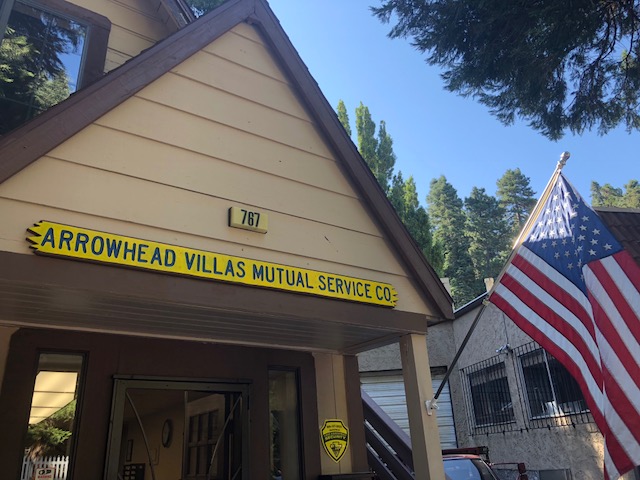 767
ARROWHEAD VILLAS MUTUAL SERVICE CO.